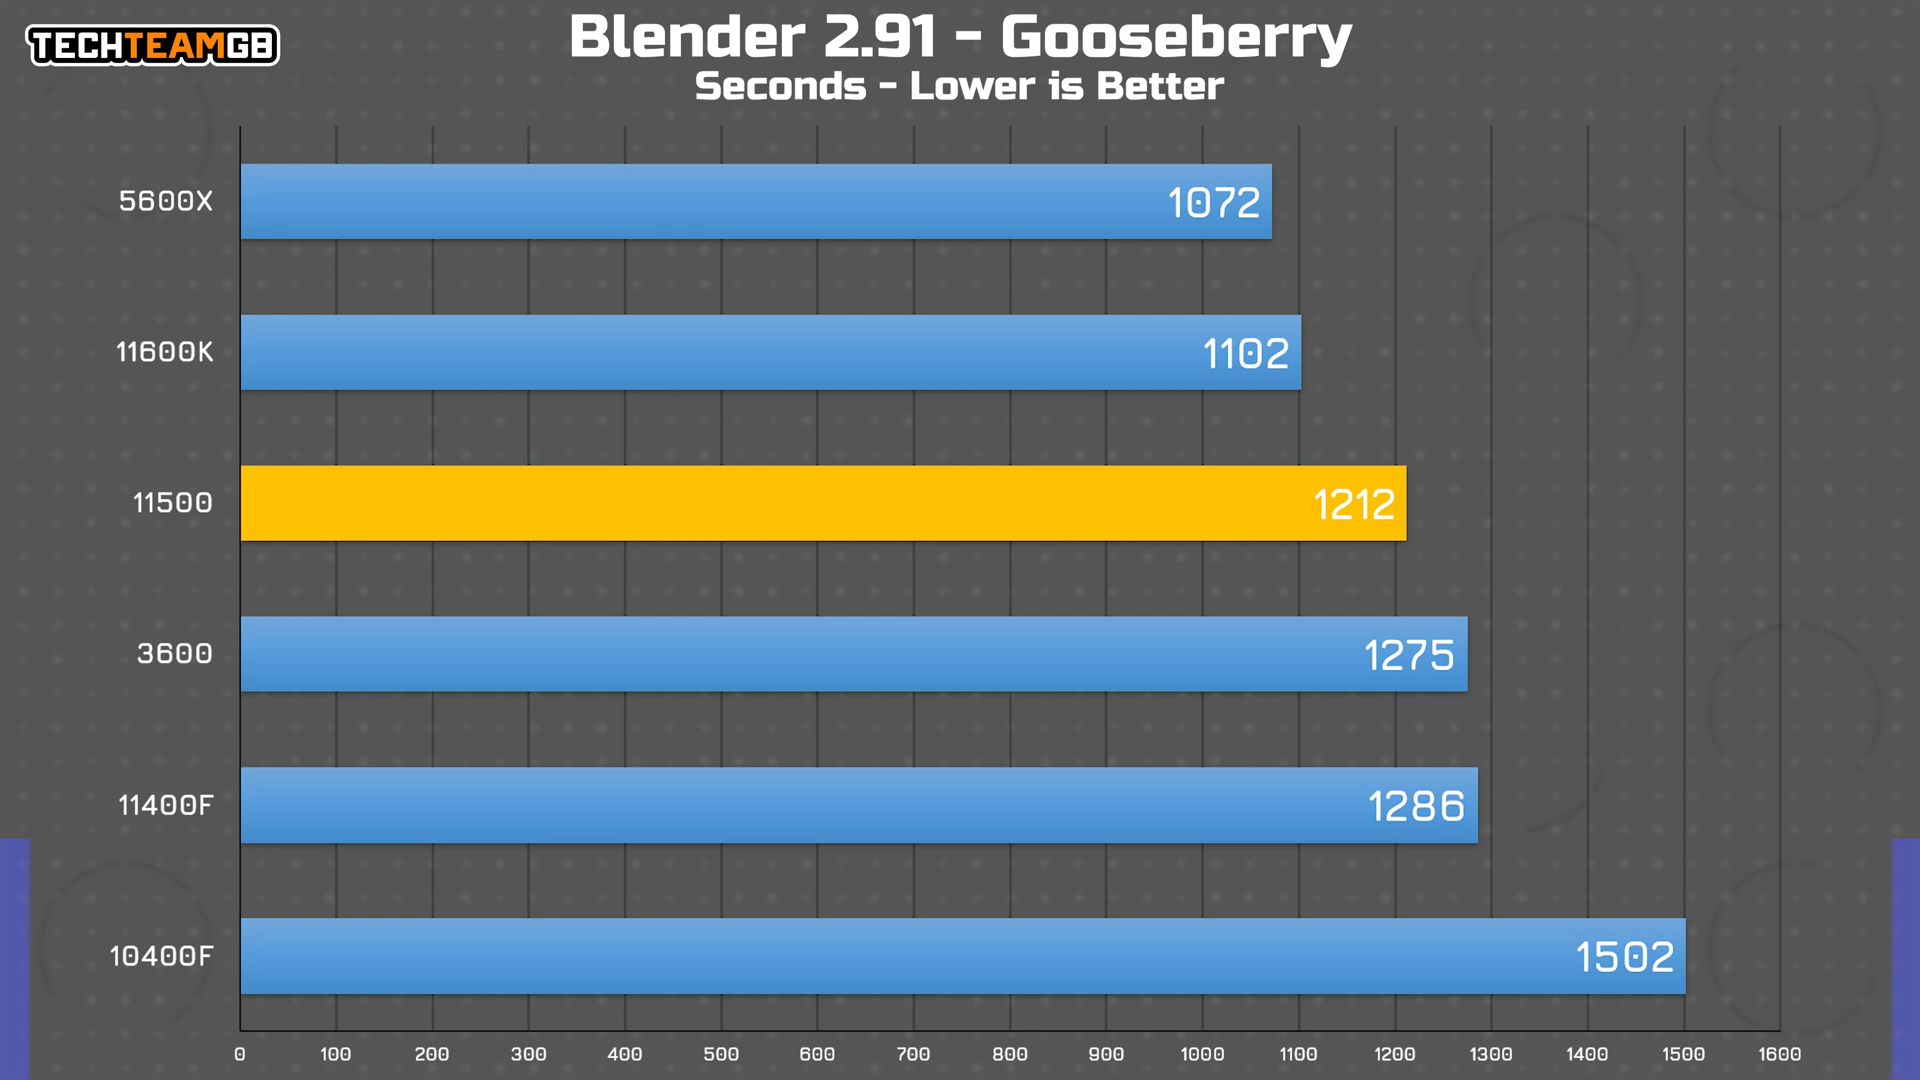 TECHTEAMGB
Blender 2.91 - Gooseberry
Seconds - Lower is Better
5600X 1072
11600K 1102
11500 1212
3600 1275
11400F 1286
10400F 1502
0 100 200 300 400 500 600 700 800 900 1000 1100 1200 1300 1400 1500 1600